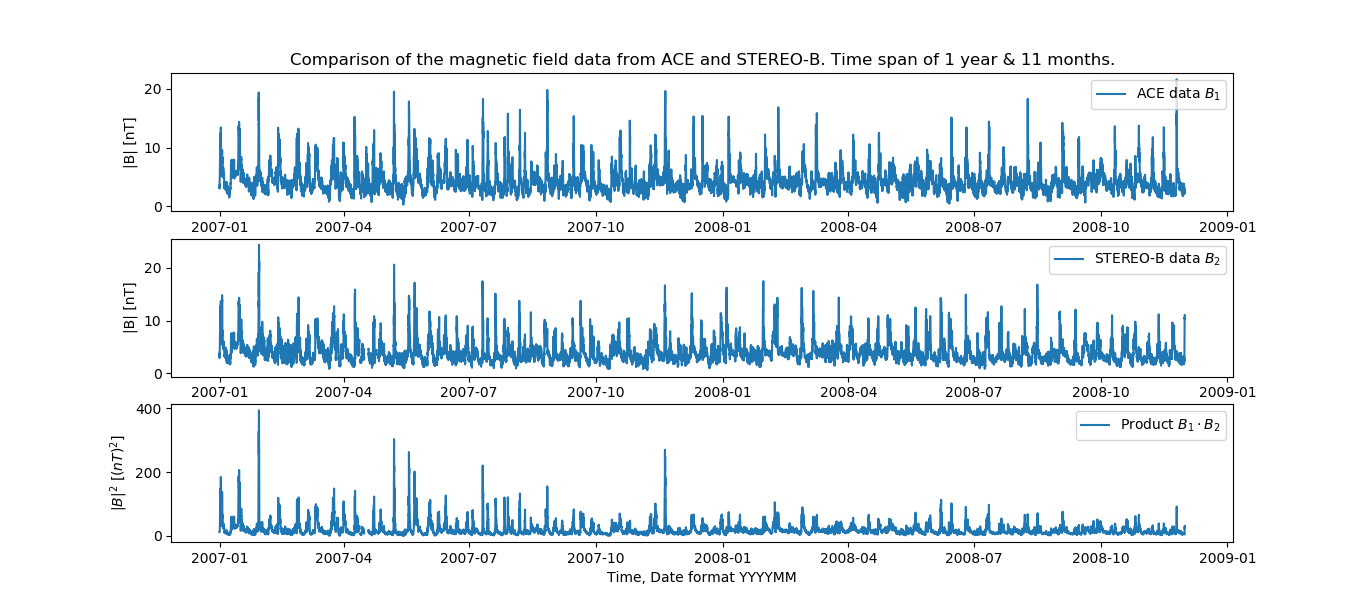 Comparison of the magnetic field data from ACE and STEREO-B. Time span of 1 year & 11 months.
|B| [nT]
20
10
0
ACE data B₁
2007-01 2007-04 2007-07 2007-10 2008-01 2008-04 2008-07 2008-10 2009-01
|B| [nT]
20
10
0
STEREO-B data B₂
2007-01 2007-04 2007-07 2007-10 2008-01 2008-04 2008-07 2008-10 2009-01
|B|² [(nT)²]
400
200
0
Product B₁ · B₂
2007-01 2007-04 2007-07 2007-10 2008-01 2008-04 2008-07 2008-10 2009-01
Time, Date format YYYYMM